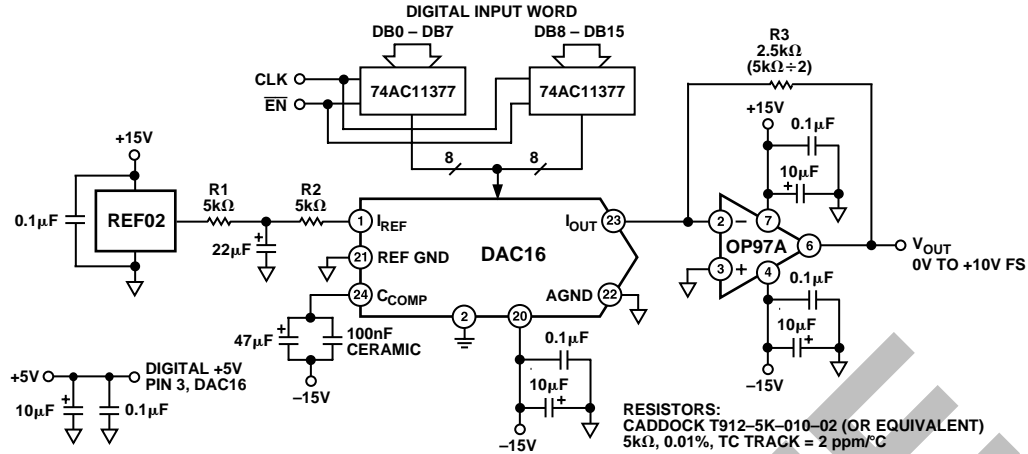 DIGITAL INPUT WORD
DB0 – DB7
DB8 – DB15
CLK
EN
74AC11377
74AC11377
8
8
R3
2.5kΩ
(5kΩ÷2)
+15V
0.1µF
10µF
+
+15V
0.1µF
REF02
R1
5kΩ
R2
5kΩ
22µF
+
1
IREF
21
REF GND
24
CCOMP
DAC16
IOUT
23
AGND
22
2
20
2
–
7
OP97A
6
3
+
4
VOUT
0V TO +10V FS
0.1µF
10µF
+
–15V
47µF
+
100nF
CERAMIC
–15V
0.1µF
10µF
+
–15V
+5V
DIGITAL +5V
PIN 3, DAC16
10µF
+
0.1µF
RESISTORS:
CADDOCK T912–5K–010–02 (OR EQUIVALENT)
5kΩ, 0.01%, TC TRACK = 2 ppm/°C